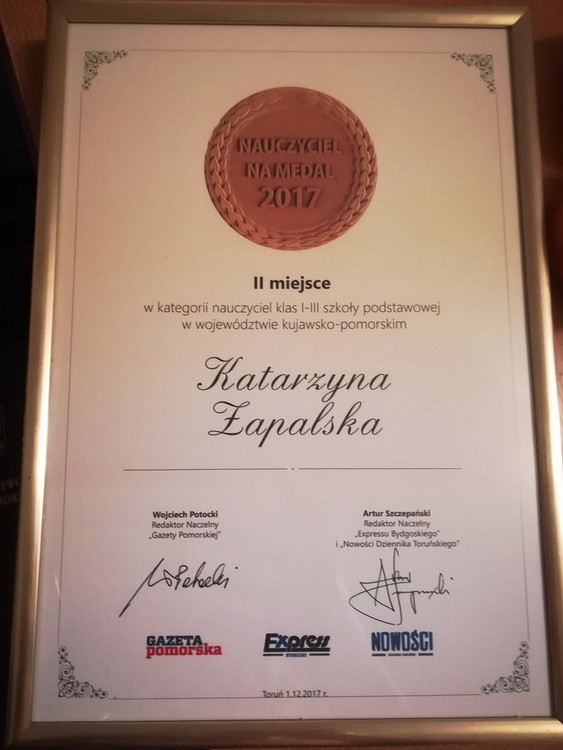 NAUCZYCIEL
NA MEDAL
2017
II miejsce
w kategorii nauczyciel klas I-III szkoły podstawowej
w województwie kujawsko-pomorskim
Katarzyna
Zapalska
Wojciech Potocki
Redaktor Naczelny
„Gazety Pomorskiej”
Artur Szczepański
Redaktor Naczelny
„Expressu Bydgoskiego”
i „Nowości Dziennika Toruńskiego”
GAZETA
pomorska
Express
BYDGOSKI
NOWOŚCI
Toruń 1.12.2017 r.